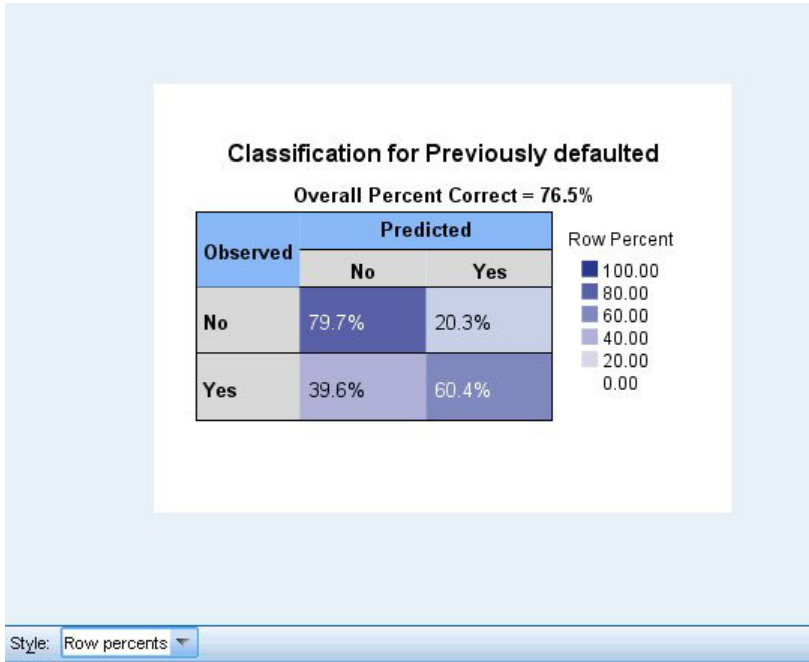 Classification for Previously defaulted
Overall Percent Correct = 76.5%
Observed Predicted
No Yes
No 79.7% 20.3%
Yes 39.6% 60.4%
Row Percent
100.00
80.00
60.00
40.00
20.00
0.00
Style: Row percents